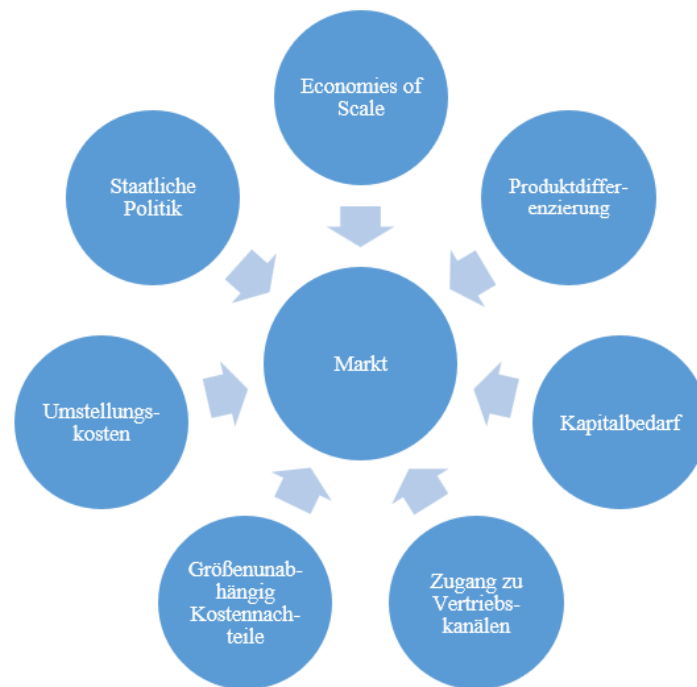 Economies of
Scale
Produktdiffer-
enzierung
Kapitalbedarf
Zugang zu
Vertriebs-
kanälen
Größenunab-
hängig
Kostennach-
teile
Umstellungs-
kosten
Staatliche
Politik
Markt